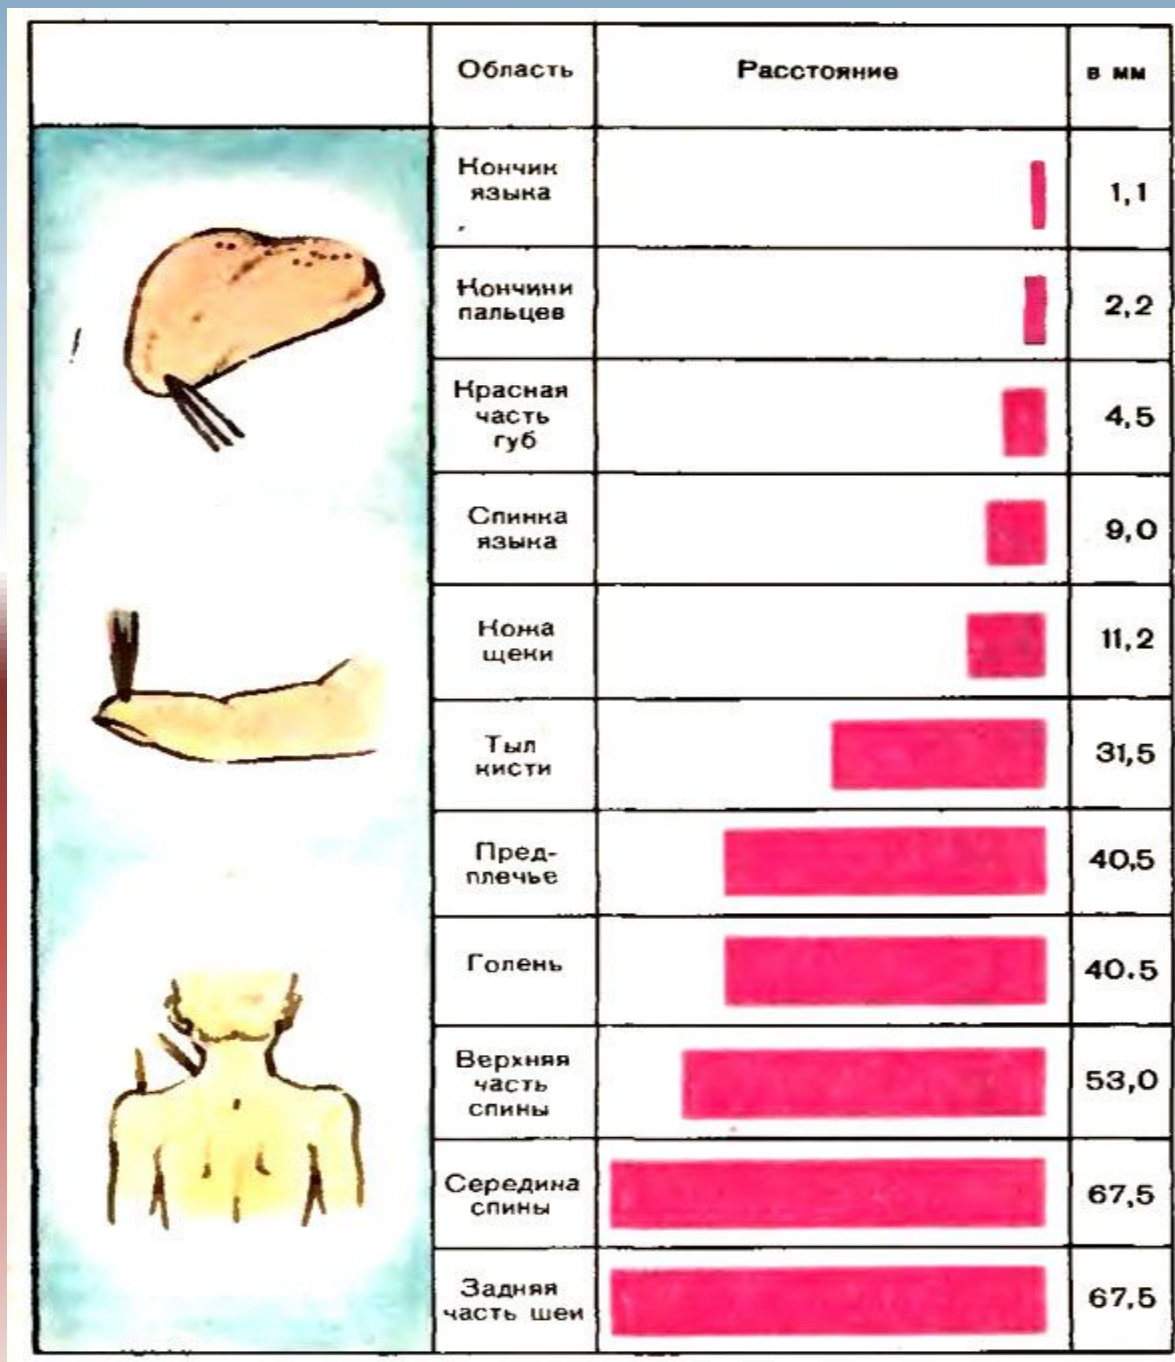 Область Расстояние в мм
Кончик
языка
1,1
Кончики
пальцев
2,2
Красная
часть
губ
4,5
Спинка
языка
9,0
Кожа
щеки
11,2
Тыл
кисти
31,5
Пред-
плечье
40,5
Голень
40.5
Верхняя
часть
спины
53,0
Середина
спины
67,5
Задняя
часть шеи
67,5